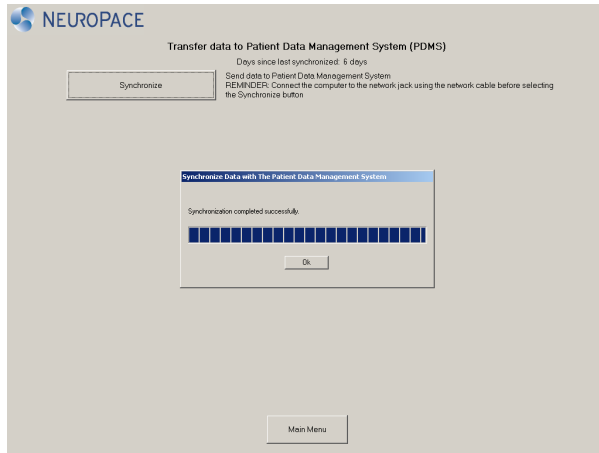 NEUROPACE
Transfer data to Patient Data Management System (PDMS)
Days since last synchronized: 6 days
Synchronize
Send data to Patient Data Management System
REMINDER: Connect the computer to the network jack using the network cable before selecting
the Synchronize button
Synchronize Data with The Patient Data Management System
Synchronization completed successfully.
Ok
Main Menu